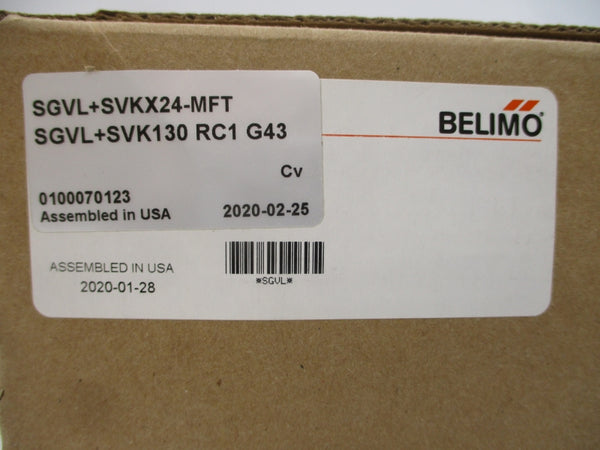 SGVL+SVKX24-MFT
SGVL+SVK130 RC1 G43
Cv
0100070123
Assembled in USA 2020-02-25
BELIMO®
ASSEMBLED IN USA
2020-01-28
*SGVL*